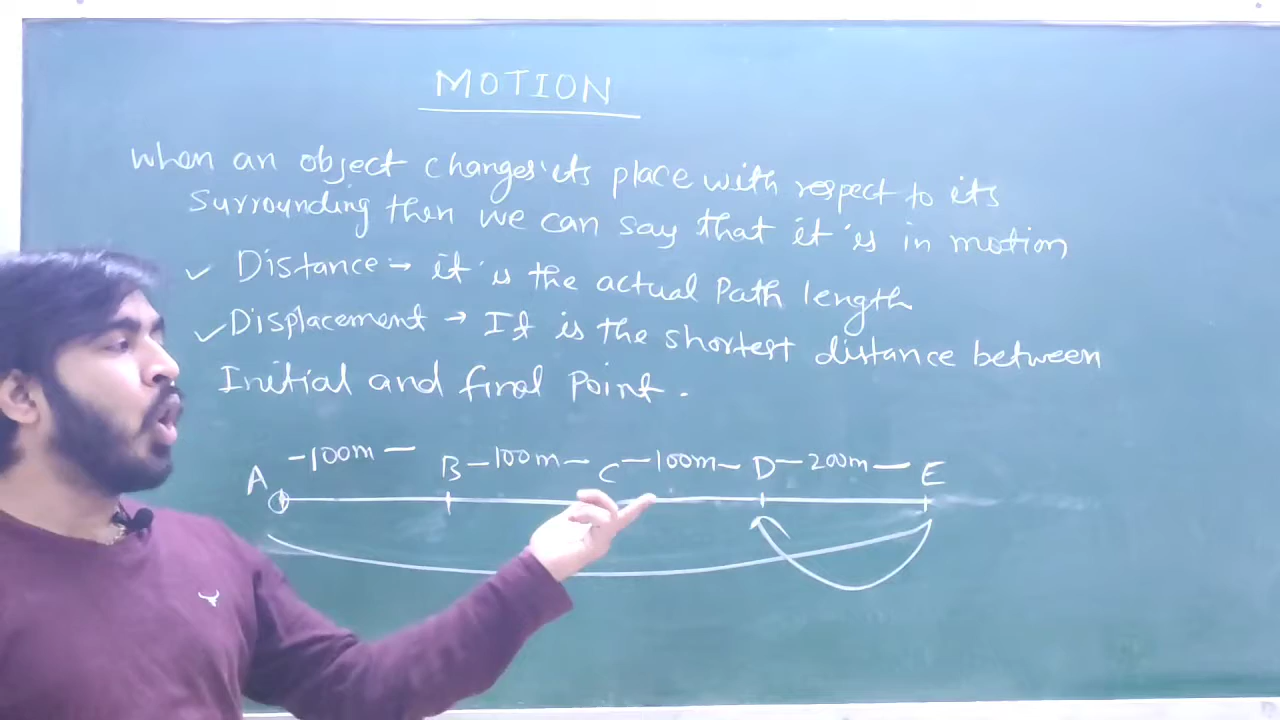 MOTION
When an object changes its place with respect to its
Surrounding then we can say that it is in motion
✓ Distance → it is the actual Path length
✓ Displacement → It is the shortest distance between
Initial and final Point.
A -100m- B -100m- C -100m- D -200m- E